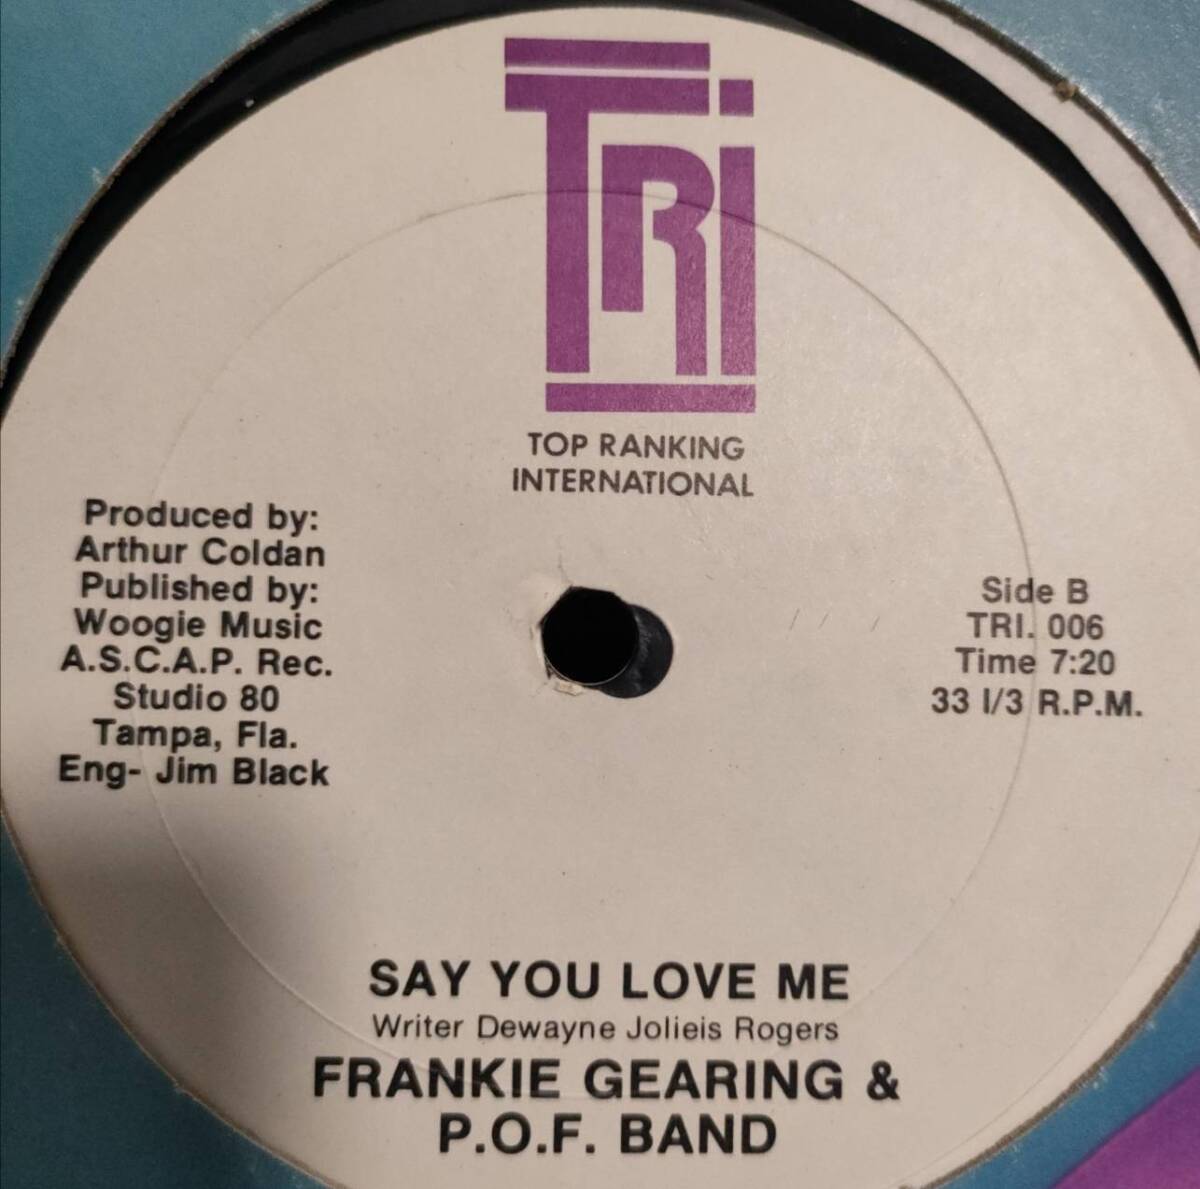 TRI
TOP RANKING
INTERNATIONAL
Produced by:
Arthur Coldan
Published by:
Woogie Music
A.S.C.A.P. Rec.
Studio 80
Tampa, Fla.
Eng- Jim Black
Side B
TRI. 006
Time 7:20
33 1/3 R.P.M.
SAY YOU LOVE ME
Writer Dewayne Jolieis Rogers
FRANKIE GEARING &
P.O.F. BAND